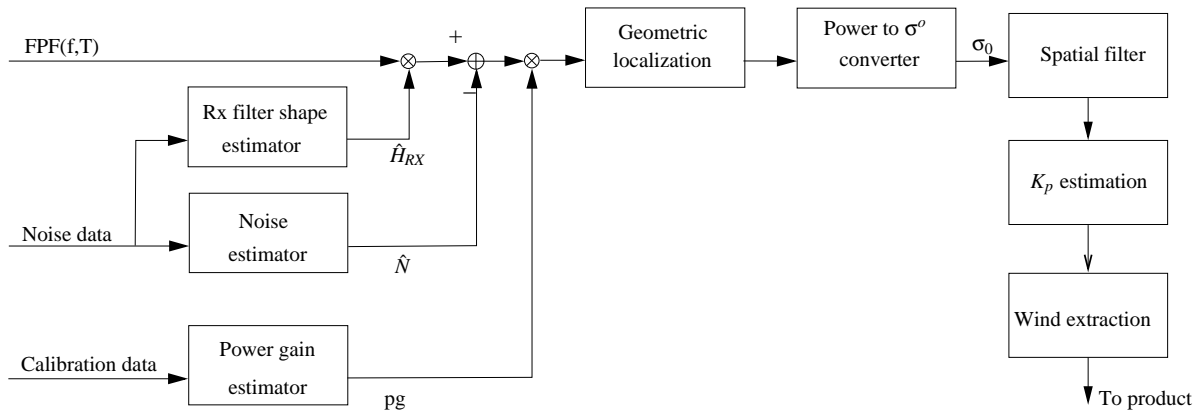 FPF(f,T)
+
−
Geometric
localization
Power to σᵒ
converter
σ₀
Spatial filter
Rx filter shape
estimator
Ĥ_RX
K_p estimation
Noise data
Noise
estimator
N̂
Wind extraction
Calibration data
Power gain
estimator
pg
To product